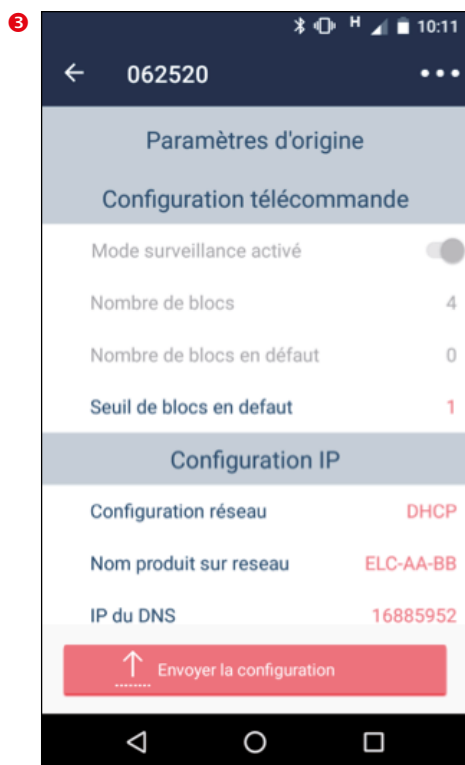 3
H 10:11
062520
Paramètres d'origine
Configuration télécommande
Mode surveillance activé
Nombre de blocs 4
Nombre de blocs en défaut 0
Seuil de blocs en defaut 1
Configuration IP
Configuration réseau DHCP
Nom produit sur reseau ELC-AA-BB
IP du DNS 16885952
Envoyer la configuration